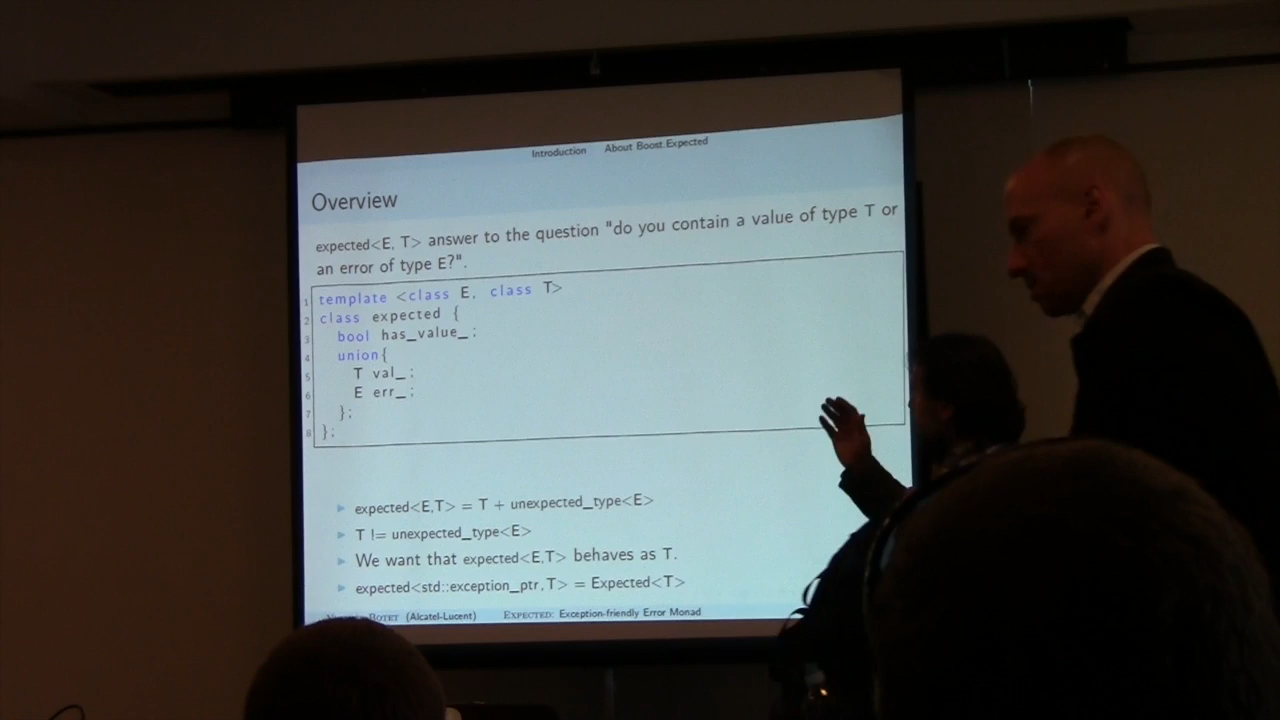 Introduction About Boost.Expected
Overview
expected<E, T> answer to the question "do you contain a value of type T or
an error of type E?".
1 template <class E, class T>
2 class expected {
3 bool has_value_;
4 union{
5 T val_;
6 E err_;
7 };
8 };
expected<E,T> = T + unexpected_type<E>
T != unexpected_type<E>
We want that expected<E,T> behaves as T.
expected<std::exception_ptr,T> = Expected<T>
Botet (Alcatel-Lucent) Expected: Exception-friendly Error Monad